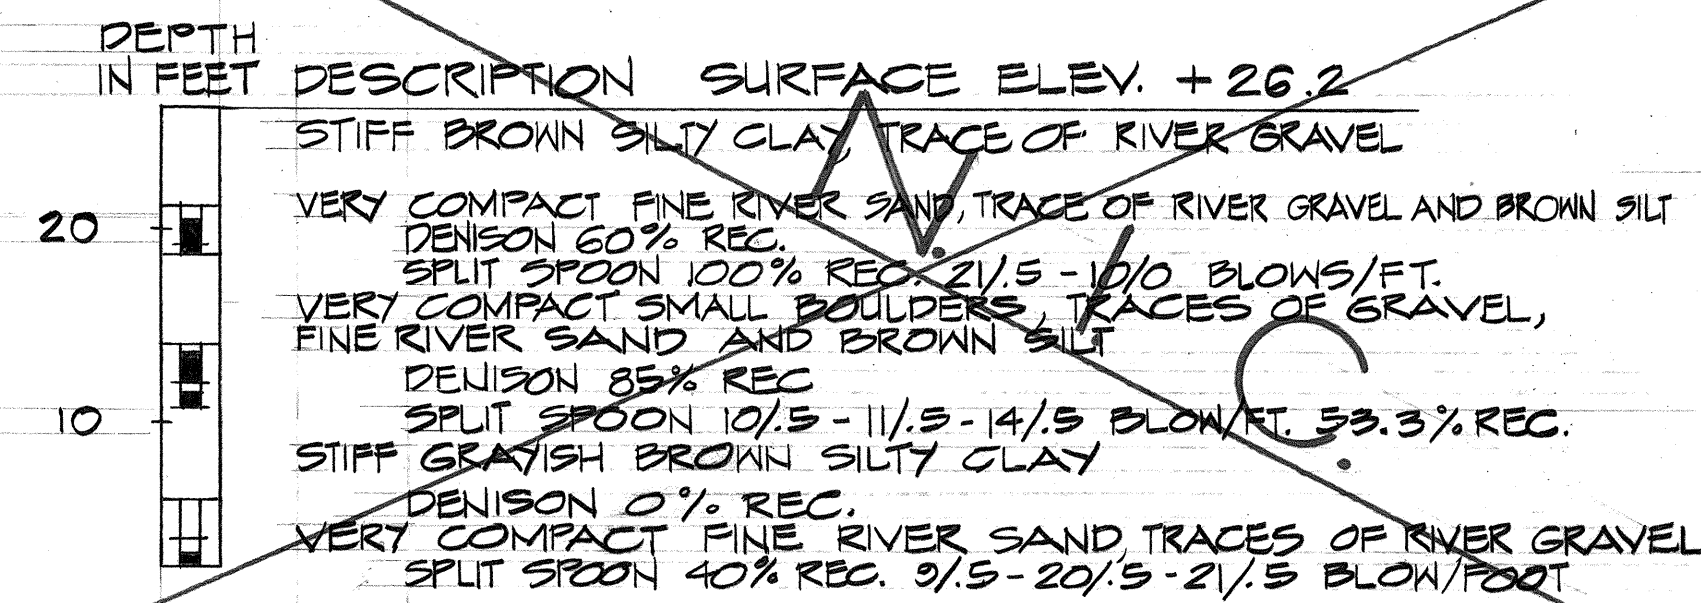 DEPTH
IN FEET DESCRIPTION SURFACE ELEV. +26.2
STIFF BROWN SILTY CLAY, TRACE OF RIVER GRAVEL
VERY COMPACT FINE RIVER SAND, TRACE OF RIVER GRAVEL AND BROWN SILT
20
DENISON 60% REC.
SPLIT SPOON 100% REC. 21/.5 - 10/0 BLOWS/FT.
VERY COMPACT SMALL BOULDERS, TRACES OF GRAVEL,
FINE RIVER SAND AND BROWN SILT
DENISON 85% REC
10
SPLIT SPOON 10/.5 - 11/.5 - 14/.5 BLOW/FT. 53.3% REC.
STIFF GRAYISH BROWN SILTY CLAY
DENISON 0% REC.
VERY COMPACT FINE RIVER SAND, TRACES OF RIVER GRAVEL
SPLIT SPOON 40% REC. 9/.5 - 20/.5 - 21/.5 BLOW/FOOT
N.I.C.